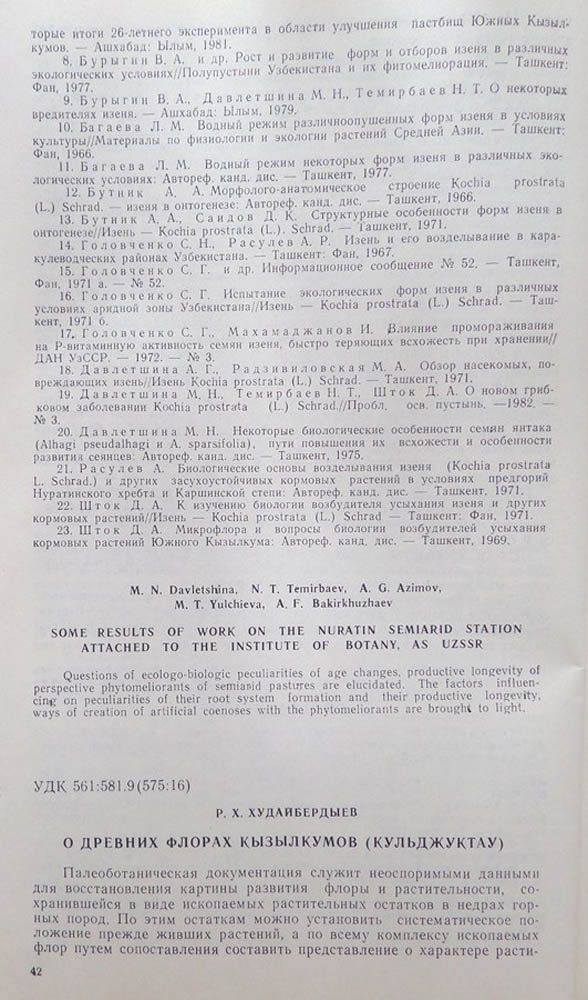 торые итоги 26-летнего эксперимента в области улучшения пастбищ Южных Кызыл-
кумов. — Ашхабад: Ылым, 1981.
8. Бурыгин В. А. и др. Рост и развитие форм и отборов изеня в различных
экологических условиях//Полупустыни Узбекистана и их фитомелиорация. — Ташкент:
Фан, 1977.
9. Бурыгин В. А., Давлетшина М. Н., Темирбаев Н. Т. О некоторых
вредителях изеня. — Ашхабад: Ылым, 1979.
10. Багаева Л. М. Водный режим различноопушенных форм изеня в условиях
культуры//Материалы по физиологии и экологии растений Средней Азии. — Ташкент:
Фан, 1966.
11. Багаева Л. М. Водный режим некоторых форм изеня в различных эко-
логических условиях: Автореф. канд. дис. — Ташкент, 1977.
12. Бутник А. А. Морфолого-анатомическое строение Kochia prostrata
(L.) Schrad. — изеня в онтогенезе: Автореф. канд. дис. — Ташкент, 1966.
13. Бутник А. А., Саидов Д. К. Структурные особенности форм изеня в
онтогенезе//Изень — Kochia prostrata (L.). Schrad. — Ташкент, 1971.
14. Головченко С. Н., Расулев А. Р. Изень и его возделывание в кара-
кулеводческих районах Узбекистана. — Ташкент: Фан, 1967.
15. Головченко С. Г. и др. Информационное сообщение № 52. — Ташкент,
Фан, 1971 а. — № 52.
16. Головченко С. Г. Испытание экологических форм изеня в различных
условиях аридной зоны Узбекистана//Изень — Kochia prostrata (L.) Schrad. — Таш-
кент, 1971 б.
17. Головченко С. Г., Махамаджанов И. Влияние промораживания
на Р-витаминную активность семян изеня, быстро теряющих всхожесть при хранении//
ДАН УзССР. — 1972. — № 3.
18. Давлетшина А. Г., Радзивиловская М. А. Обзор насекомых, по-
вреждающих изень//Изень Kochia prostrata (L.) Schrad. — Ташкент, 1971.
19. Давлетшина М. Н., Темирбаев Н. Т., Шток Д. А. О новом гриб-
ковом заболевании Kochia prostrata (L.) Schrad.//Пробл. осв. пустынь. —1982. —
№ 3.
20. Давлетшина М. Н. Некоторые биологические особенности семян янтака
(Alhagi pseudalhagi и A. sparsifolia), пути повышения их всхожести и особенности
развития сеянцев: Автореф. канд. дис. — Ташкент, 1975.
21. Расулев А. Биологические основы возделывания изеня (Kochia prostrata
L. Schrad.) и других засухоустойчивых кормовых растений в условиях предгорий
Нуратинского хребта и Каршинской степи: Автореф. канд. дис. — Ташкент, 1971.
22. Шток Д. А. К изучению биологии возбудителя усыхания изеня и других
кормовых растений//Изень — Kochia prostrata (L.) Schrad — Ташкент: Фан, 1971.
23. Шток Д. А. Микрофлора и вопросы биологии возбудителей усыхания
кормовых растений Южного Кызылкума: Автореф. канд. дис. — Ташкент, 1969.
M. N. Davletshina, N. T. Temirbaev, A. G. Azimov,
M. T. Yulchieva, A. F. Bakirkhuzhaev
SOME RESULTS OF WORK ON THE NURATIN SEMIARID STATION
ATTACHED TO THE INSTITUTE OF BOTANY, AS UZSSR
Questions of ecologo-biologic peculiarities of age changes, productive longevity of
perspective phytomeliorants of semiarid pastures are elucidated. The factors influen-
cing on peculiarities of their root system formation and their productive longevity,
ways of creation of artificial coenoses with the phytomeliorants are brought to light.
УДК 561:581.9(575:16)
Р. Х. ХУДАЙБЕРДЫЕВ
О ДРЕВНИХ ФЛОРАХ КЫЗЫЛКУМОВ (КУЛЬДЖУКТАУ)
Палеоботаническая документация служит неоспоримыми данными
для восстановления картины развития флоры и растительности, со-
хранившейся в виде ископаемых растительных остатков в недрах гор-
ных пород. По этим остаткам можно установить систематическое по-
ложение прежде живших растений, а по всему комплексу ископаемых
флор путем сопоставления составить представление о характере расти-
42